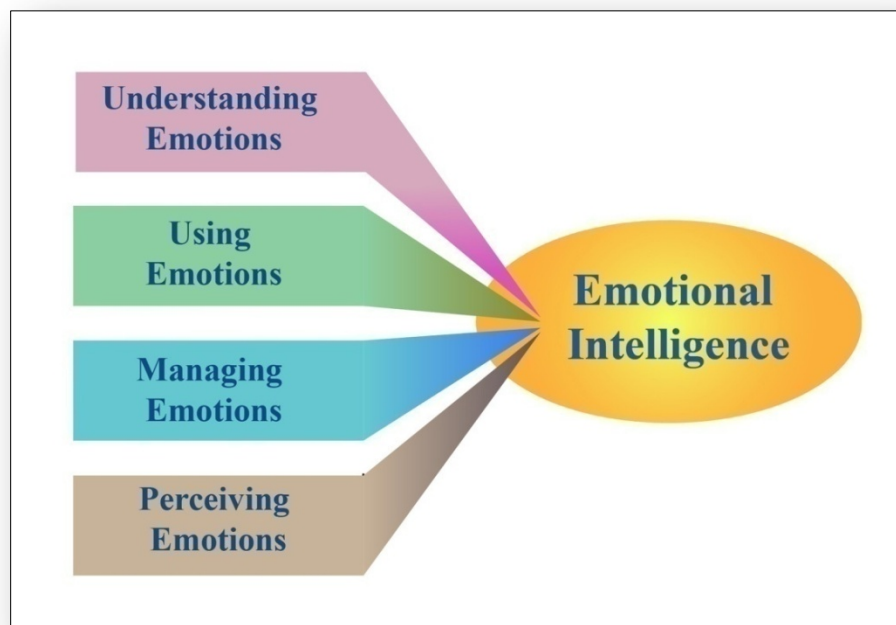 Understanding
Emotions
Using
Emotions
Managing
Emotions
Perceiving
Emotions
Emotional
Intelligence